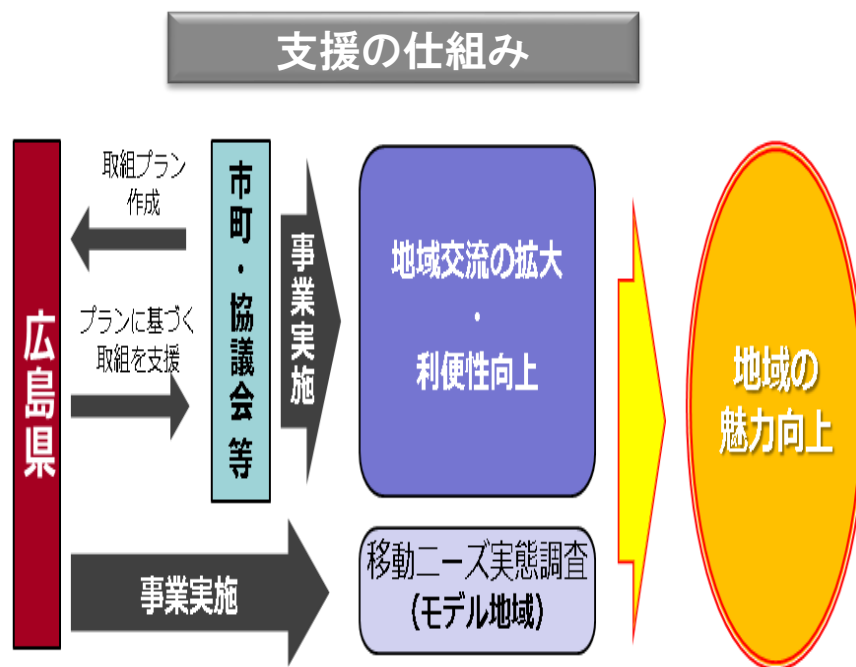 支援の仕組み
広島県
取組プラン
作成
プランに基づく
取組を支援
市町・協議会 等
事業実施
地域交流の拡大
・
利便性向上
事業実施
移動ニーズ実態調査
(モデル地域)
地域の
魅力向上